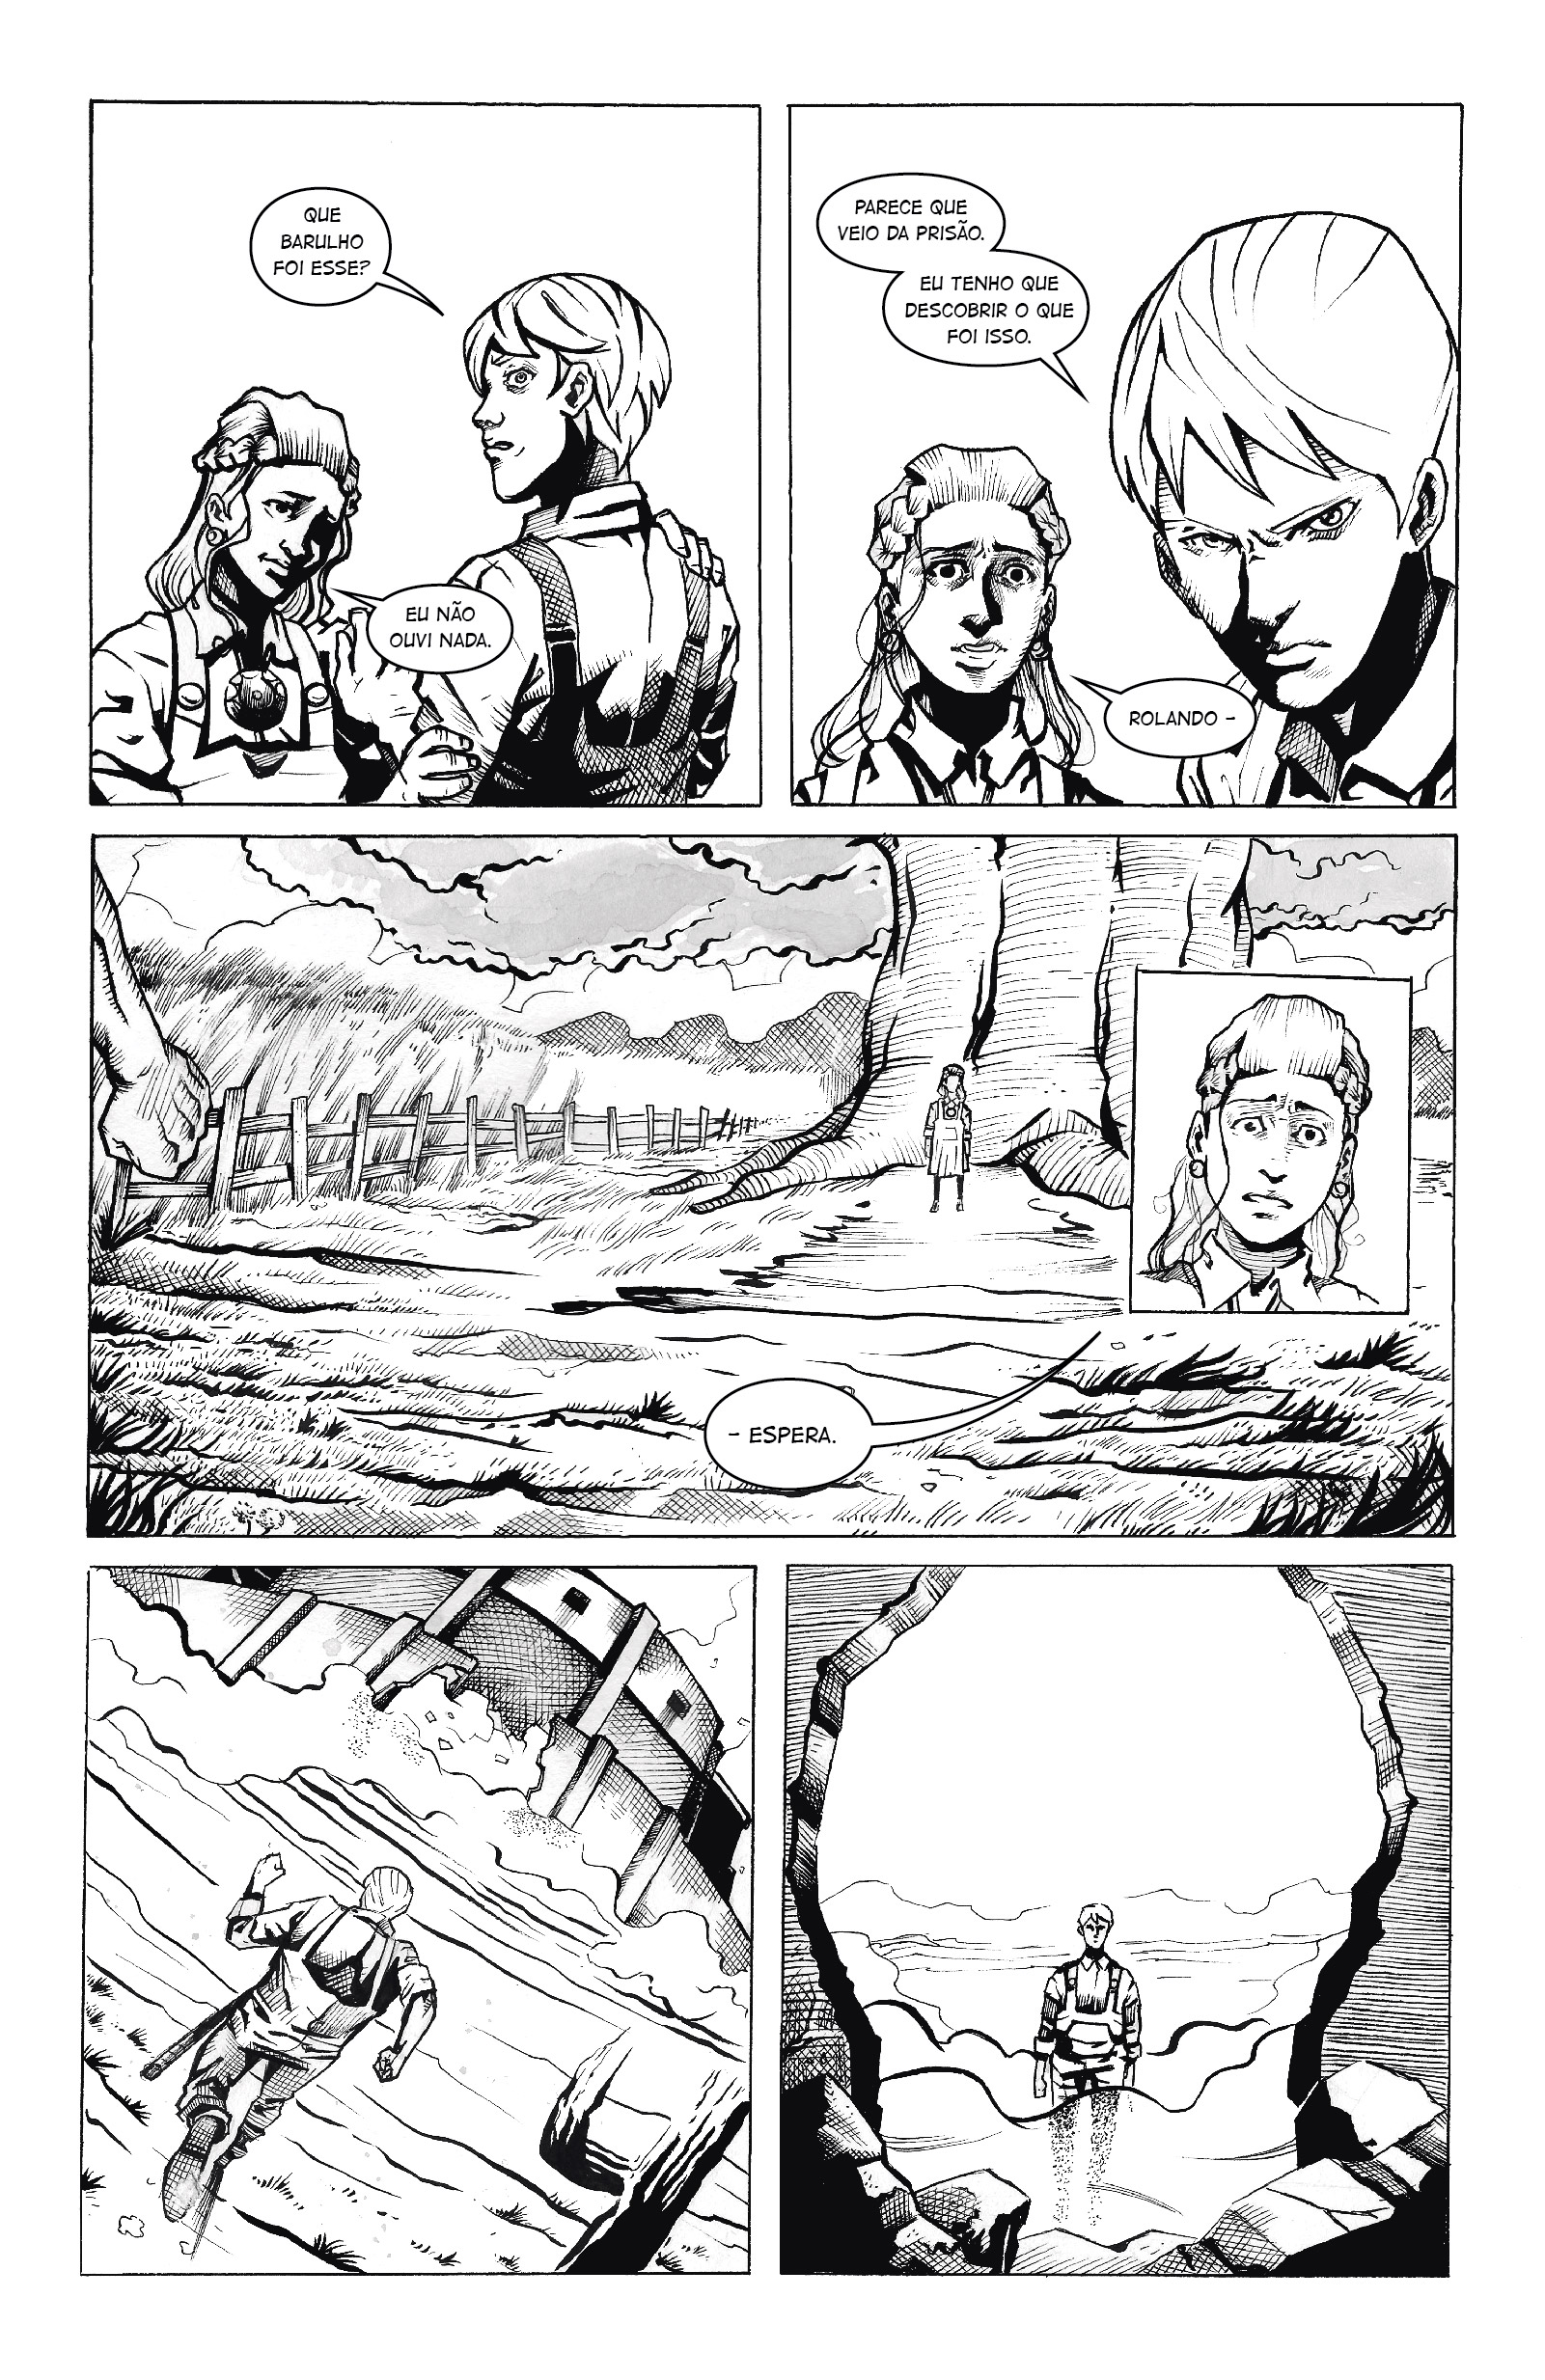 QUE
BARULHO
FOI ESSE?
EU NÃO
OUVI NADA.
PARECE QUE
VEIO DA PRISÃO.
EU TENHO QUE
DESCOBRIR O QUE
FOI ISSO.
ROLANDO -
- ESPERA.